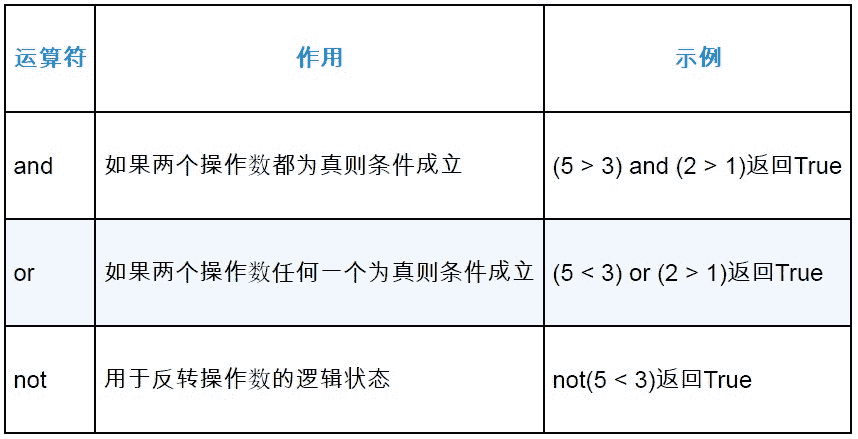 运算符 作用 示例
and 如果两个操作数都为真则条件成立 (5 > 3) and (2 > 1)返回True
or 如果两个操作数任何一个为真则条件成立 (5 < 3) or (2 > 1)返回True
not 用于反转操作数的逻辑状态 not(5 < 3)返回True